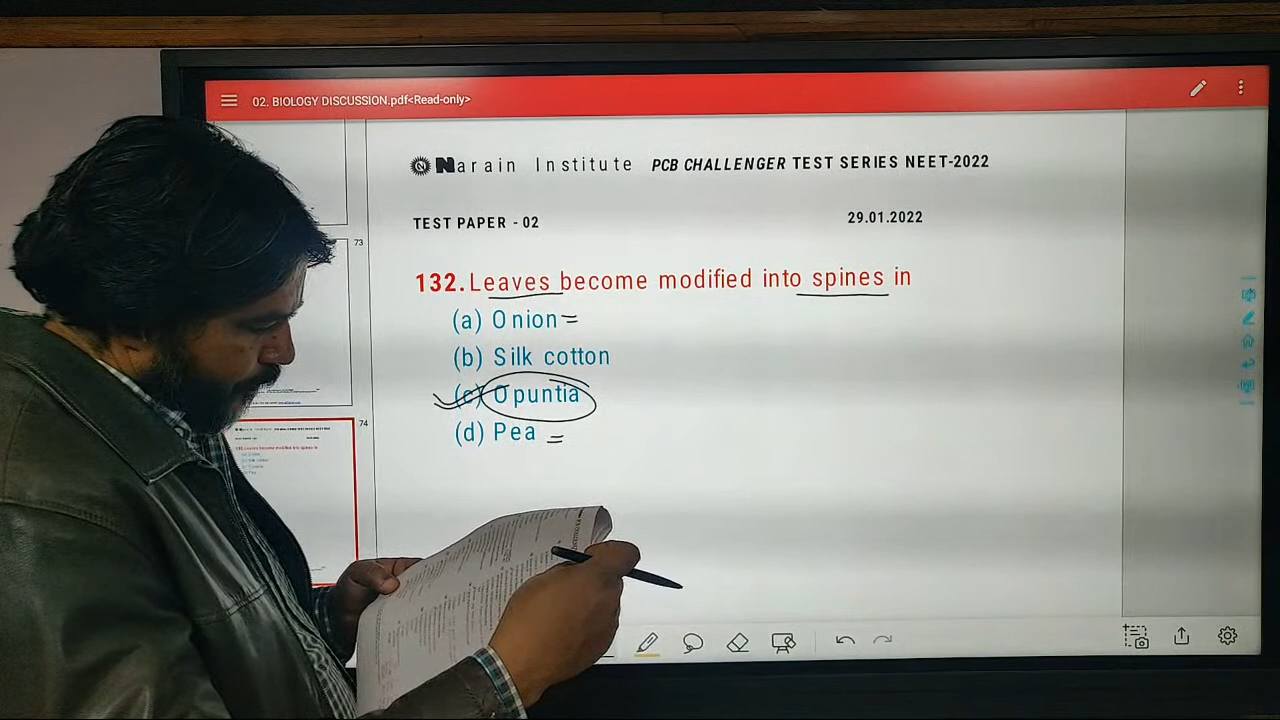 02. BIOLOGY DISCUSSION.pdf<Read-only>
Narain Institute PCB CHALLENGER TEST SERIES NEET-2022
TEST PAPER - 02 29.01.2022
73
132. Leaves become modified into spines in
(a) Onion
(b) Silk cotton
(c) Opuntia
(d) Pea
74